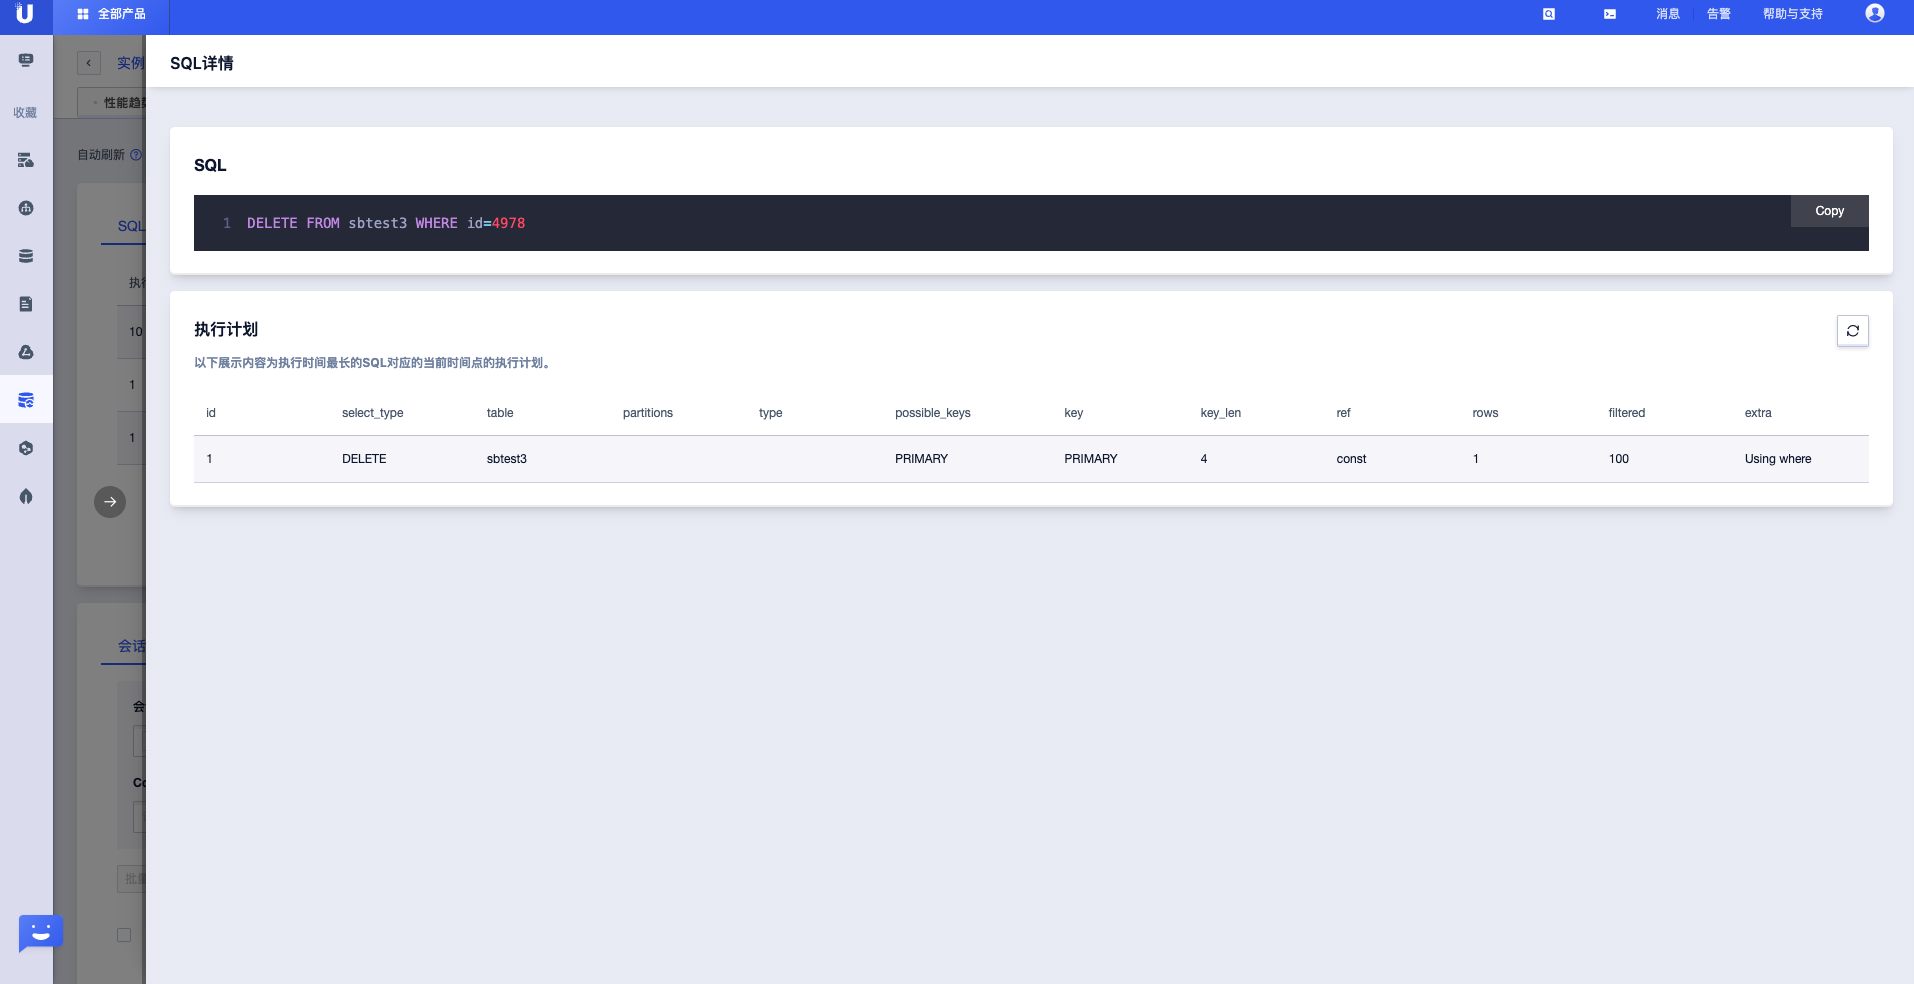 全部产品
消息
告警
帮助与支持
收藏
实例
性能趋势
自动刷新
SQL
执行
10
1
1
会话
会
Co
批量
SQL详情
SQL
1 DELETE FROM sbtest3 WHERE id=4978
Copy
执行计划
以下展示内容为执行时间最长的SQL对应的当前时间点的执行计划。
id select_type table partitions type possible_keys key key_len ref rows filtered extra
1 DELETE sbtest3 PRIMARY PRIMARY 4 const 1 100 Using where